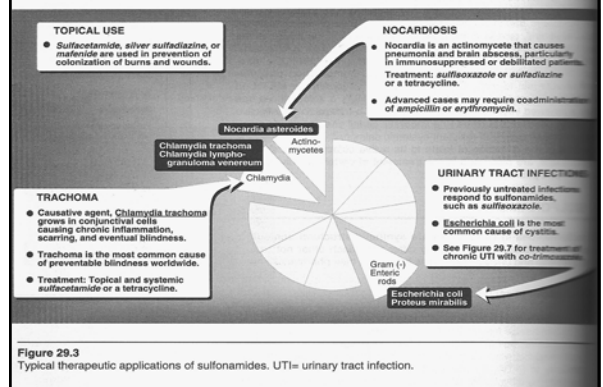 TOPICAL USE
● Sulfacetamide, silver sulfadiazine, or
mafenide are used in prevention of
colonization of burns and wounds.
NOCARDIOSIS
● Nocardia is an actinomycete that causes
pneumonia and brain abscess, particularly
in immunosuppressed or debilitated patients.
Treatment: sulfisoxazole or sulfadiazine
or a tetracycline.
● Advanced cases may require coadministration
of ampicillin or erythromycin.
Nocardia asteroides
Actino-
mycetes
Chlamydia trachoma
Chlamydia lympho-
granuloma venereum
Chlamydia
TRACHOMA
● Causative agent, Chlamydia trachoma
grows in conjunctival cells
causing chronic inflammation,
scarring, and eventual blindness.
● Trachoma is the most common cause
of preventable blindness worldwide.
● Treatment: Topical and systemic
sulfacetamide or a tetracycline.
URINARY TRACT INFECTIONS
● Previously untreated infections
respond to sulfonamides,
such as sulfisoxazole.
● Escherichia coli is the most
common cause of cystitis.
● See Figure 29.7 for treatment of
chronic UTI with co-trimoxazole.
Gram (-)
Enteric
rods
Escherichia coli
Proteus mirabilis
Figure 29.3
Typical therapeutic applications of sulfonamides. UTI= urinary tract infection.